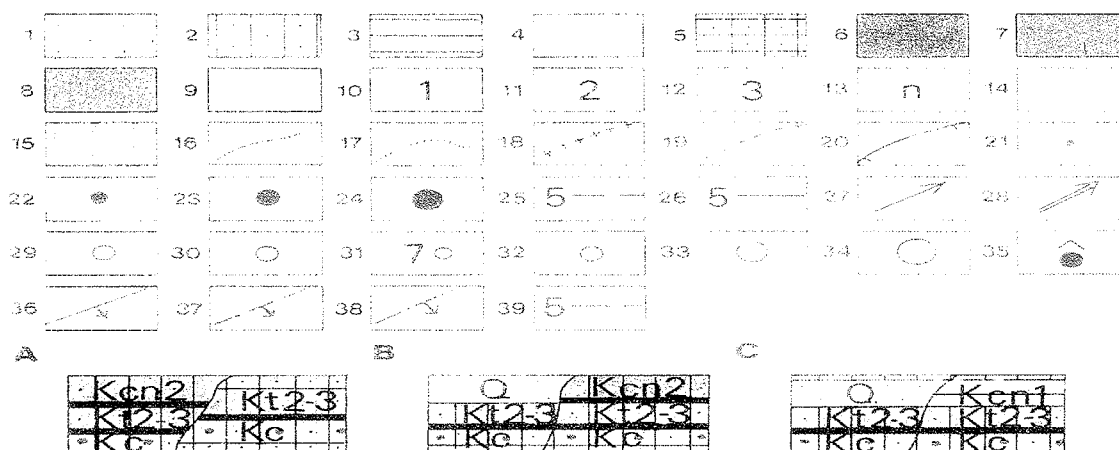 1 2 3 4 5 6 7
8 9 10 1 11 2 12 3 13 n 14
15 16 17 18 19 20 21
22 23 24 25 5 26 5 27 28
29 30 31 7 32 33 34 35
36 37 38 39 5
A B C
Kcn2 Kt2-3 Q Kcn2 Q Kcn1
Kt2-3 Kc Kt2-3 Kt2-3 Kt2-3 Kt2-3
Kc Kc Kc Kc Kc